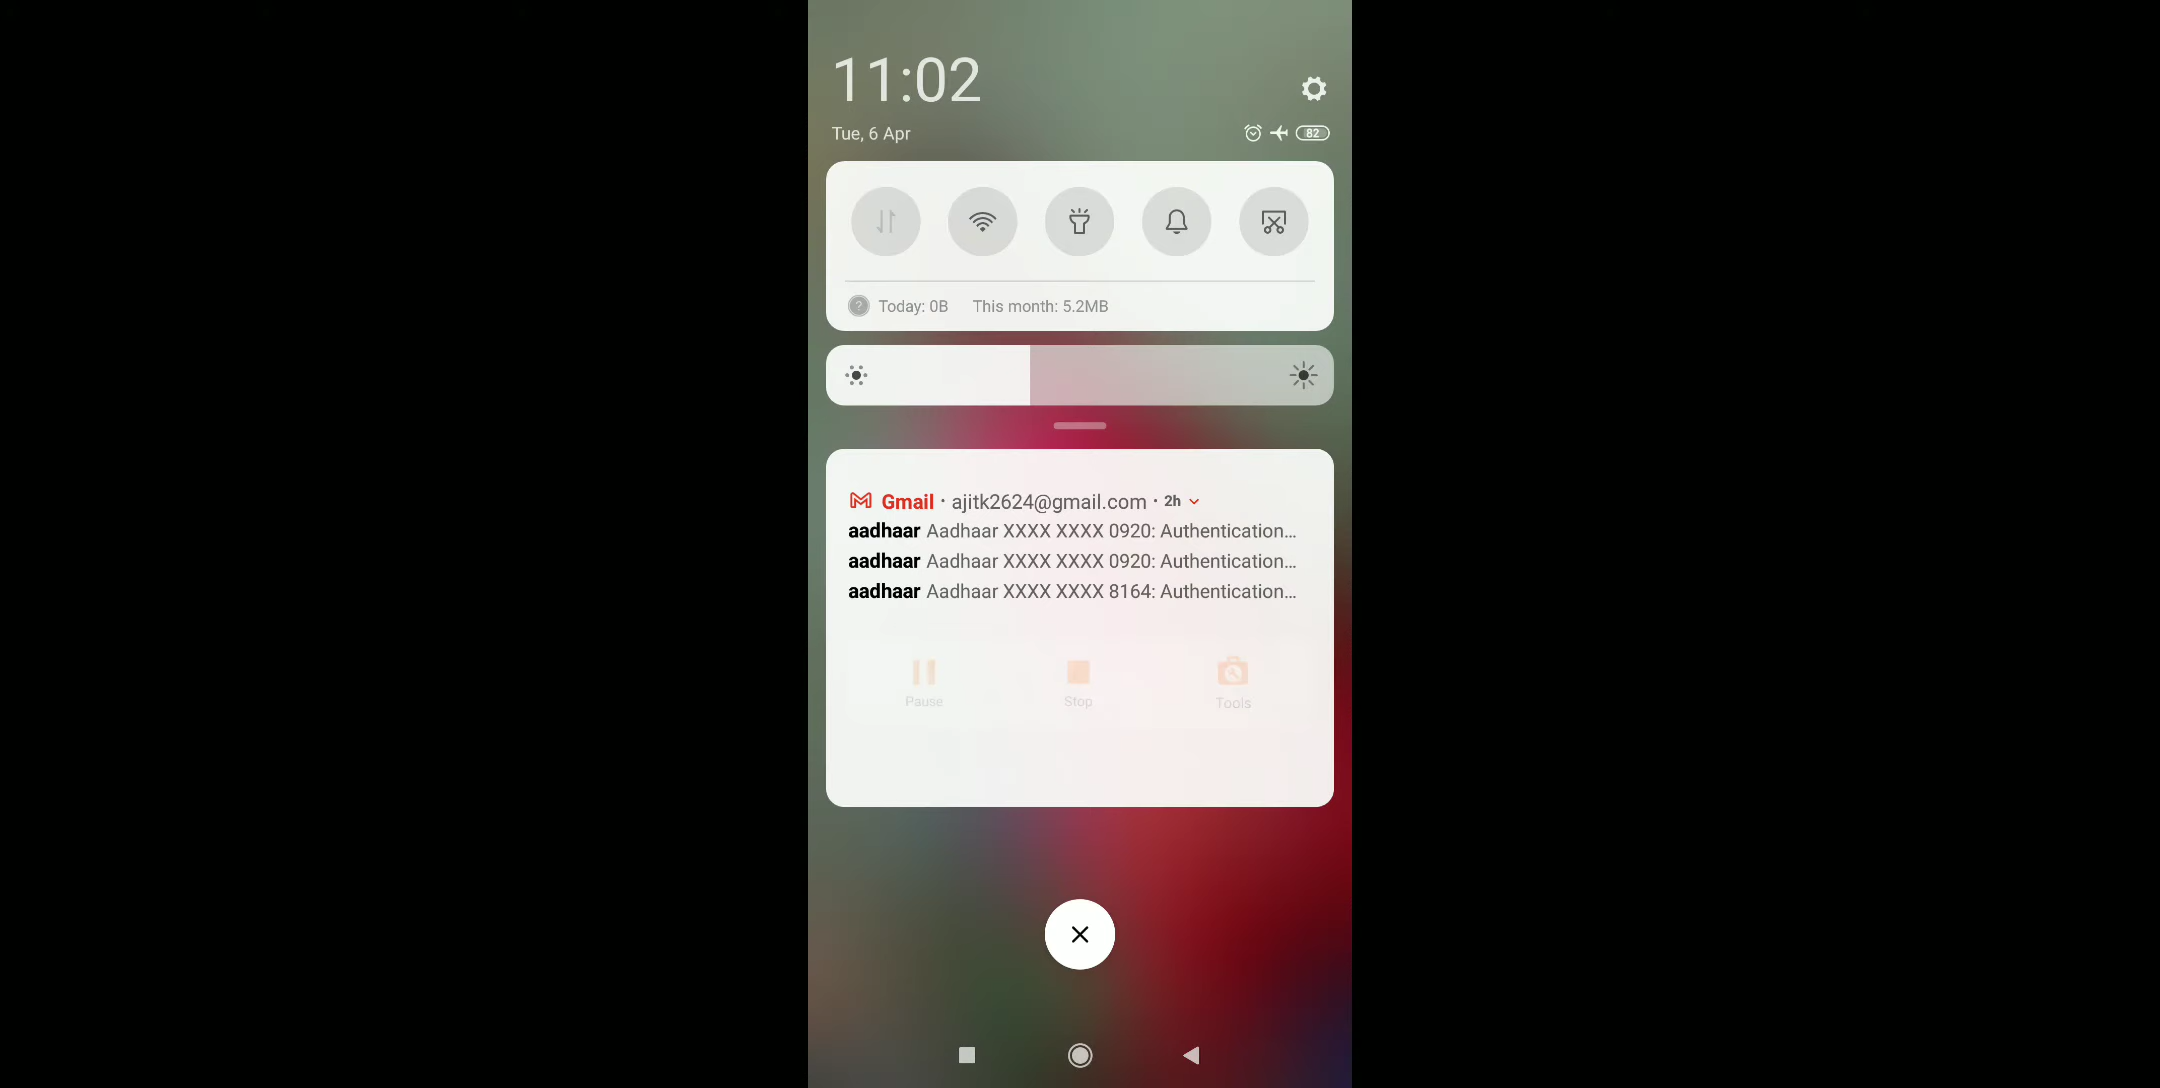 11:02
Tue, 6 Apr
82
Today: 0B This month: 5.2MB
Gmail · ajitk2624@gmail.com · 2h
aadhaar Aadhaar XXXX XXXX 0920: Authentication...
aadhaar Aadhaar XXXX XXXX 0920: Authentication...
aadhaar Aadhaar XXXX XXXX 8164: Authentication...
Pause Stop Tools